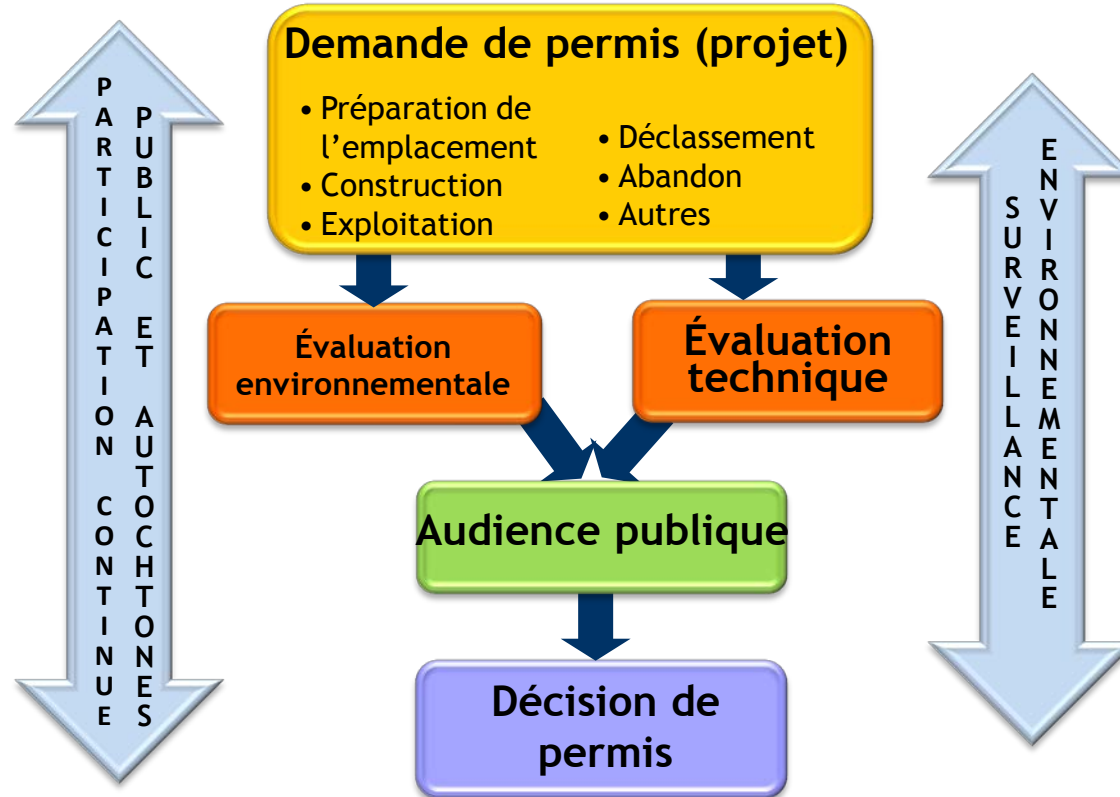 Demande de permis (projet)
• Préparation de
l’emplacement
• Construction
• Exploitation
• Déclassement
• Abandon
• Autres
Évaluation
environnementale
Évaluation
technique
Audience publique
Décision de
permis
PARTICIPATION CONTINUE
PUBLIC ET AUTOCHTONES
SURVEILLANCE
ENVIRONNEMENTALE